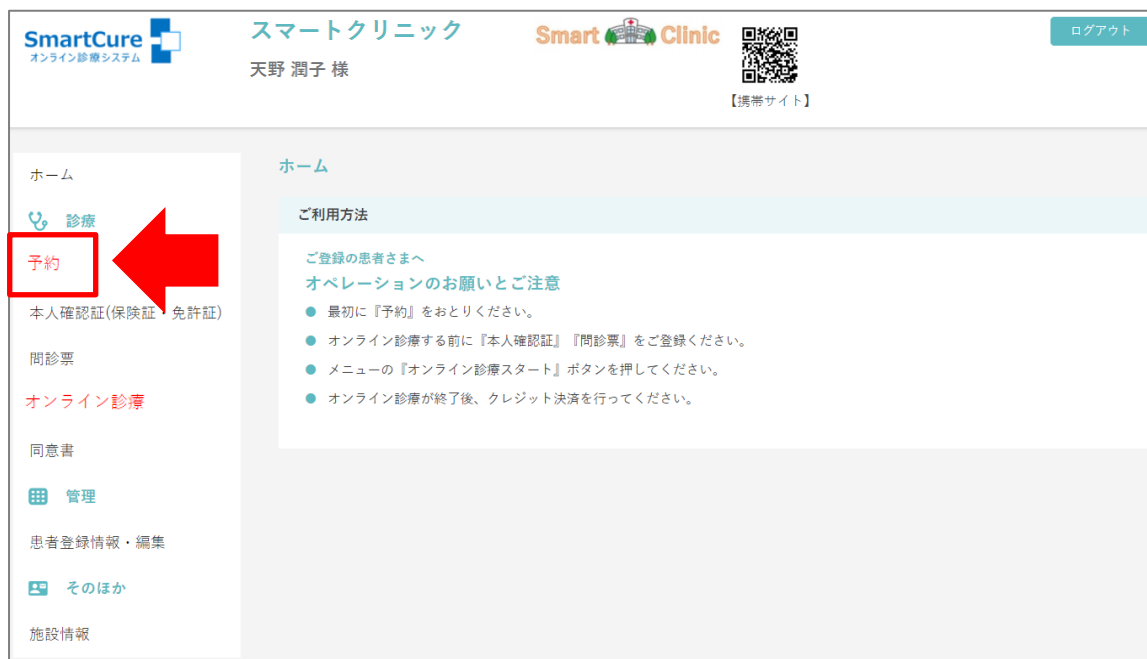 SmartCure
オンライン診療システム
スマートクリニック
天野 潤子 様
Smart Clinic
【携帯サイト】
ログアウト
ホーム
診療
予約
本人確認証(保険証・免許証)
問診票
オンライン診療
同意書
管理
患者登録情報・編集
そのほか
施設情報
ホーム
ご利用方法
ご登録の患者さまへ
オペレーションのお願いとご注意
● 最初に『予約』をおとりください。
● オンライン診療する前に『本人確認証』『問診票』をご登録ください。
● メニューの『オンライン診療スタート』ボタンを押してください。
● オンライン診療が終了後、クレジット決済を行ってください。